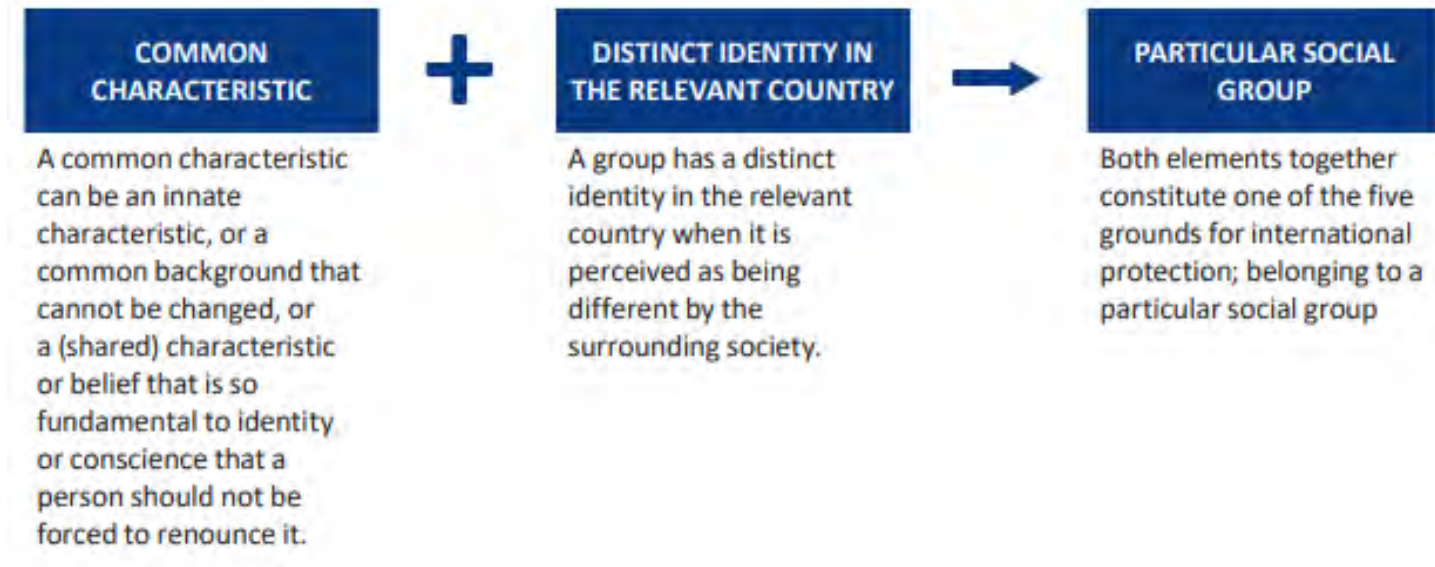 COMMON
CHARACTERISTIC
A common characteristic
can be an innate
characteristic, or a
common background that
cannot be changed, or
a (shared) characteristic
or belief that is so
fundamental to identity
or conscience that a
person should not be
forced to renounce it.
DISTINCT IDENTITY IN
THE RELEVANT COUNTRY
A group has a distinct
identity in the relevant
country when it is
perceived as being
different by the
surrounding society.
PARTICULAR SOCIAL
GROUP
Both elements together
constitute one of the five
grounds for international
protection; belonging to a
particular social group